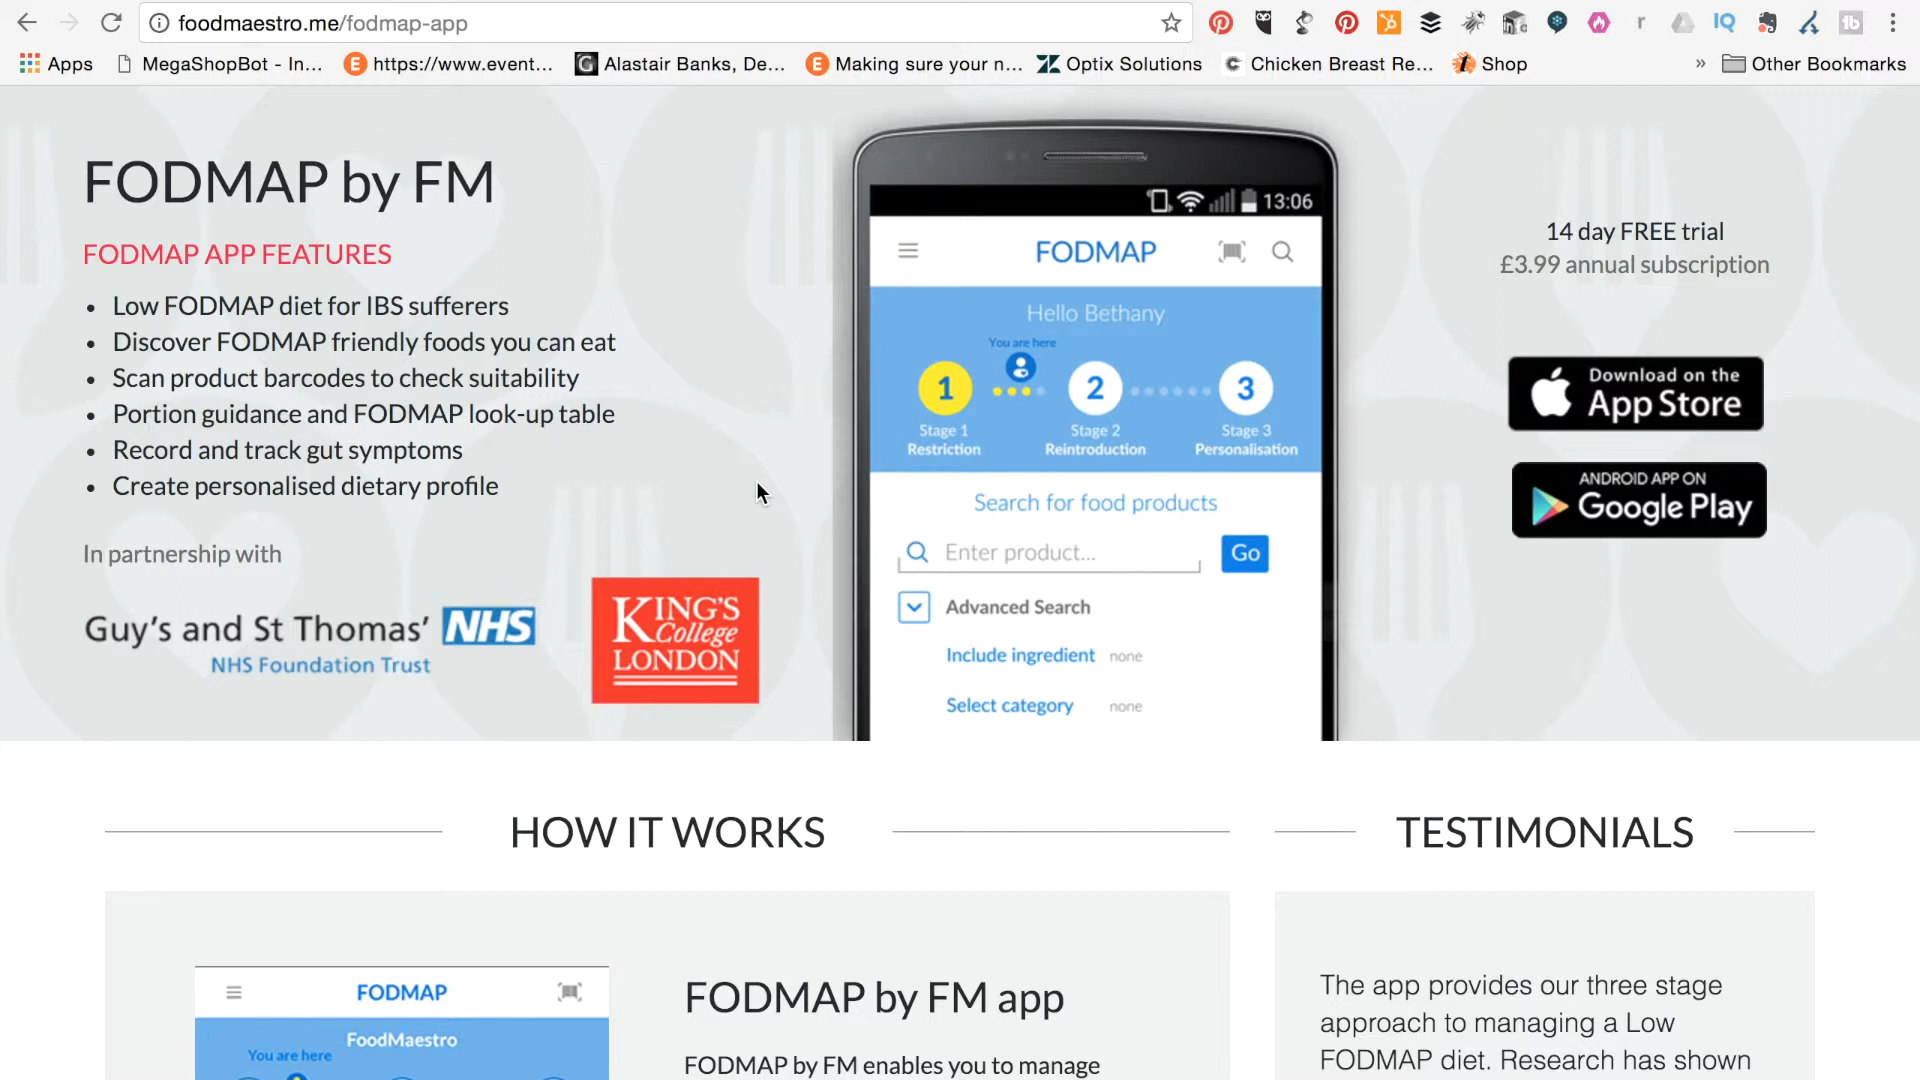 foodmaestro.me/fodmap-app
Apps
MegaShopBot - In...
https://www.event...
Alastair Banks, De...
Making sure your n...
Optix Solutions
Chicken Breast Re...
Shop
» Other Bookmarks
FODMAP by FM
FODMAP APP FEATURES
• Low FODMAP diet for IBS sufferers
• Discover FODMAP friendly foods you can eat
• Scan product barcodes to check suitability
• Portion guidance and FODMAP look-up table
• Record and track gut symptoms
• Create personalised dietary profile
In partnership with
Guy's and St Thomas' NHS
NHS Foundation Trust
KING'S
College
LONDON
13:06
FODMAP
Hello Bethany
You are here
1 2 3
Stage 1 Stage 2 Stage 3
Restriction Reintroduction Personalisation
Search for food products
Enter product... Go
Advanced Search
Include ingredient none
Select category none
14 day FREE trial
£3.99 annual subscription
Download on the
App Store
ANDROID APP ON
Google Play
HOW IT WORKS
FODMAP
FoodMaestro
You are here
FODMAP by FM app
FODMAP by FM enables you to manage
TESTIMONIALS
The app provides our three stage
approach to managing a Low
FODMAP diet. Research has shown